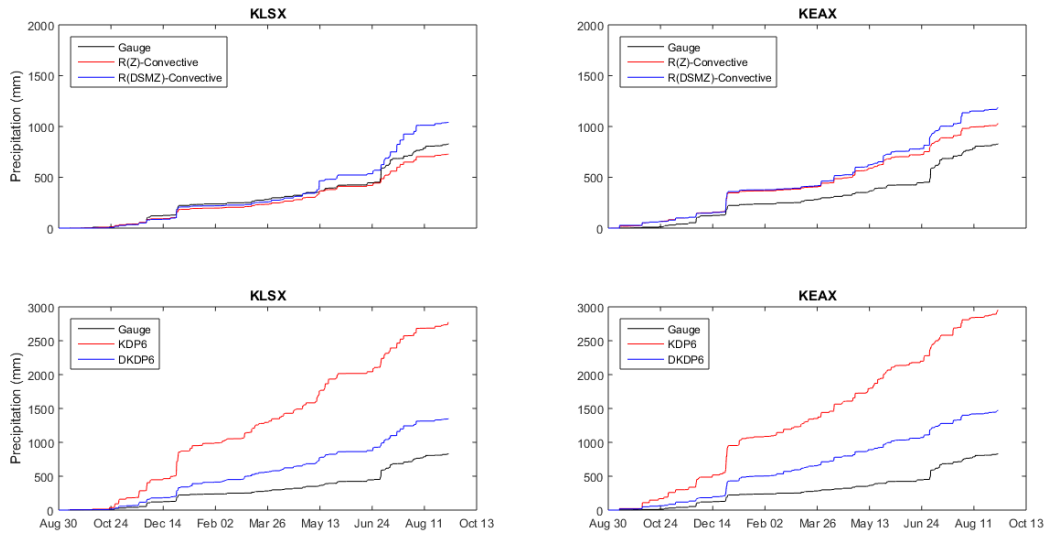 KLSX
2000
1500
1000
500
0
Precipitation (mm)
Gauge
R(Z)-Convective
R(DSMZ)-Convective
KEAX
2000
1500
1000
500
0
Gauge
R(Z)-Convective
R(DSMZ)-Convective
KLSX
3000
2500
2000
1500
1000
500
0
Precipitation (mm)
Gauge
KDP6
DKDP6
Aug 30 Oct 24 Dec 14 Feb 02 Mar 26 May 13 Jun 24 Aug 11 Oct 13
KEAX
3000
2500
2000
1500
1000
500
0
Gauge
KDP6
DKDP6
Aug 30 Oct 24 Dec 14 Feb 02 Mar 26 May 13 Jun 24 Aug 11 Oct 13